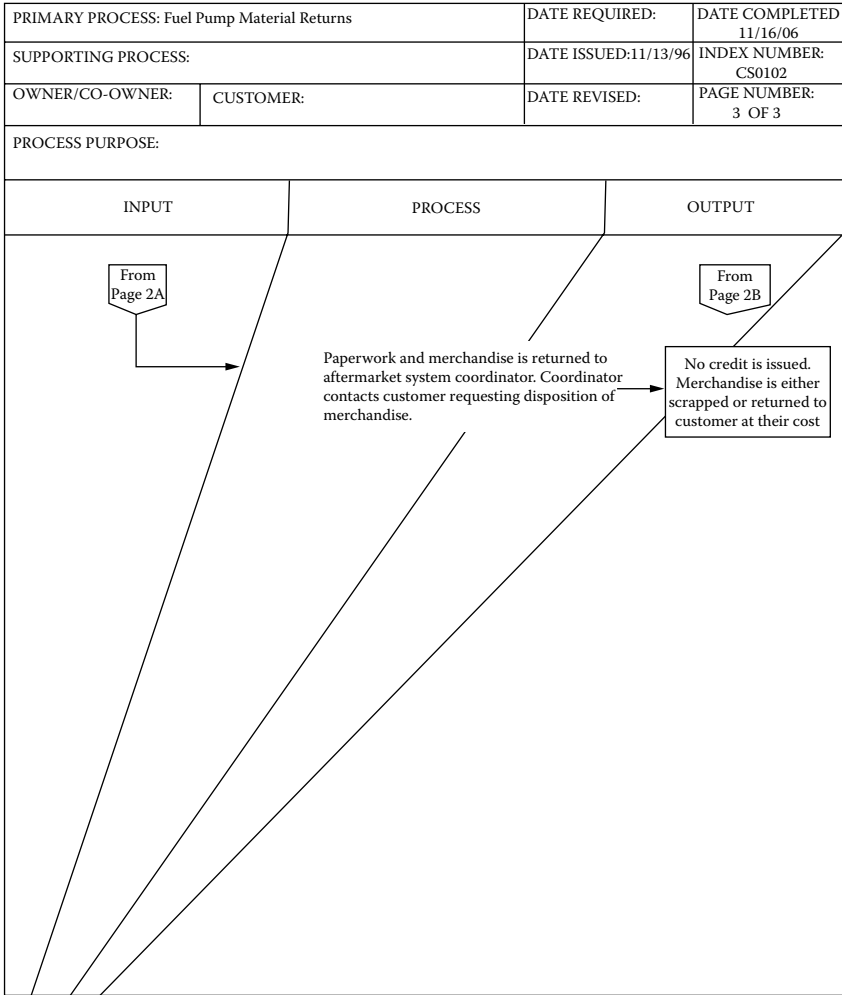 PRIMARY PROCESS: Fuel Pump Material Returns
DATE REQUIRED:
DATE COMPLETED
11/16/06
SUPPORTING PROCESS:
DATE ISSUED:11/13/96
INDEX NUMBER:
CS0102
OWNER/CO-OWNER:
CUSTOMER:
DATE REVISED:
PAGE NUMBER:
3 OF 3
PROCESS PURPOSE:
INPUT
PROCESS
OUTPUT
From
Page 2A
From
Page 2B
Paperwork and merchandise is returned to
aftermarket system coordinator. Coordinator
contacts customer requesting disposition of
merchandise.
No credit is issued.
Merchandise is either
scrapped or returned to
customer at their cost